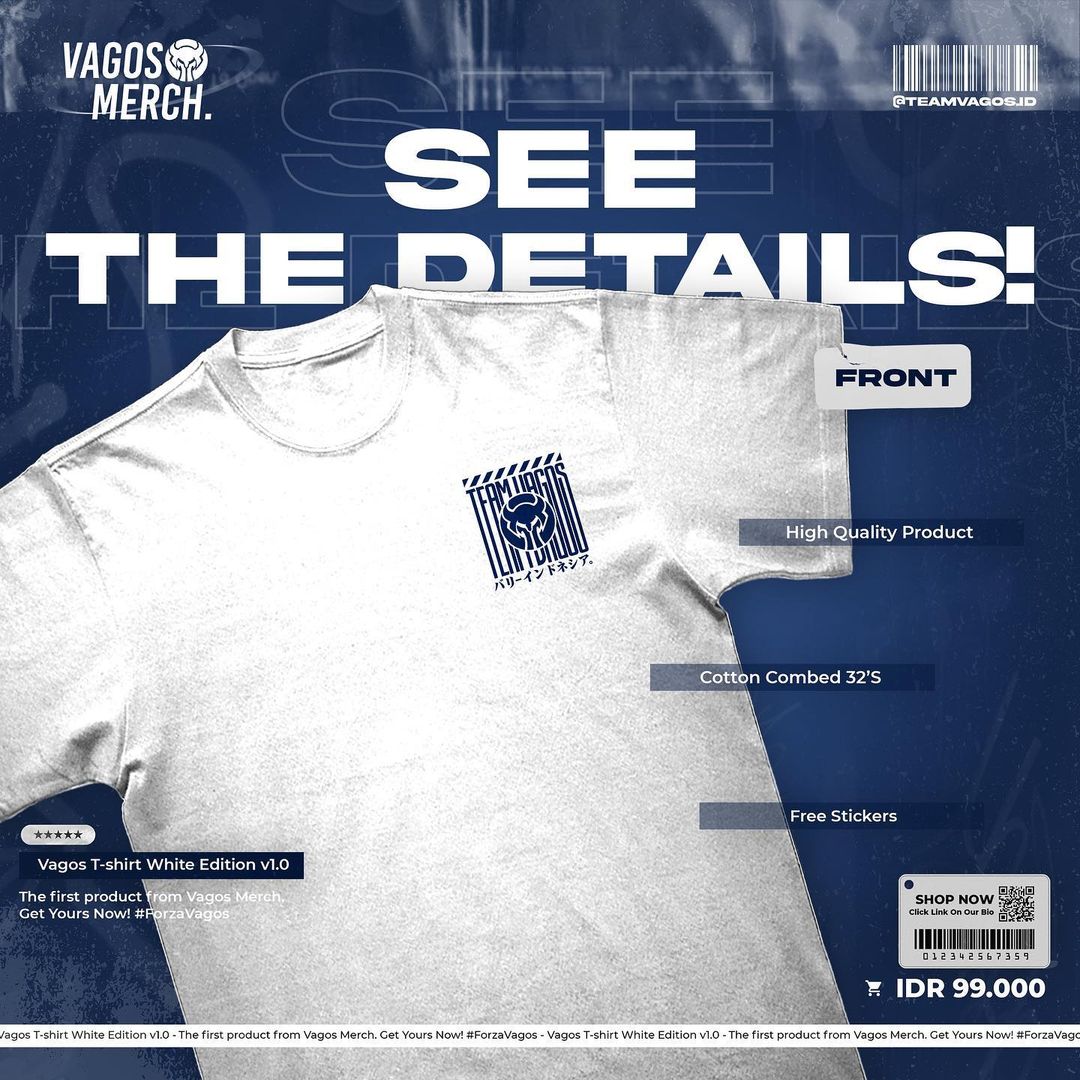 VAGOS
MERCH.
@TEAMVAGOS.ID
SEE
THE DETAILS!
FRONT
TEAM VAGOS
バリーインドネシア。
High Quality Product
Cotton Combed 32'S
Free Stickers
★★★★★
Vagos T-shirt White Edition v1.0
The first product from Vagos Merch,
Get Yours Now! #ForzaVagos
SHOP NOW
Click Link On Our Bio
012342567359
IDR 99.000
Vagos T-shirt White Edition v1.0 - The first product from Vagos Merch. Get Yours Now! #ForzaVagos - Vagos T-shirt White Edition v1.0 - The first product from Vagos Merch. Get Yours Now! #ForzaVagos